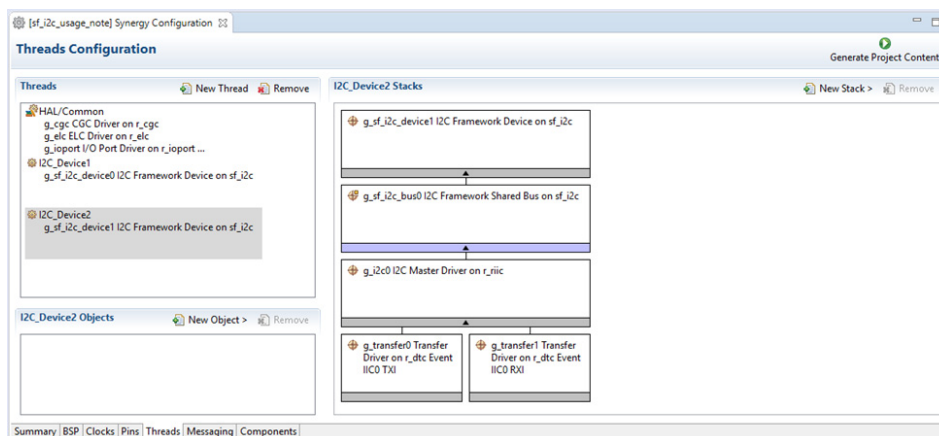 [sf_i2c_usage_note] Synergy Configuration
Threads Configuration
Generate Project Content
Threads
New Thread
Remove
HAL/Common
g_cgc CGC Driver on r_cgc
g_elc ELC Driver on r_elc
g_ioport I/O Port Driver on r_ioport ...
I2C_Device1
g_sf_i2c_device0 I2C Framework Device on sf_i2c
I2C_Device2
g_sf_i2c_device1 I2C Framework Device on sf_i2c
I2C_Device2 Objects
New Object >
Remove
I2C_Device2 Stacks
New Stack >
Remove
g_sf_i2c_device1 I2C Framework Device on sf_i2c
g_sf_i2c_bus0 I2C Framework Shared Bus on sf_i2c
g_i2c0 I2C Master Driver on r_riic
g_transfer0 Transfer
Driver on r_dtc Event
IIC0 TXI
g_transfer1 Transfer
Driver on r_dtc Event
IIC0 RXI
Summary BSP Clocks Pins Threads Messaging Components